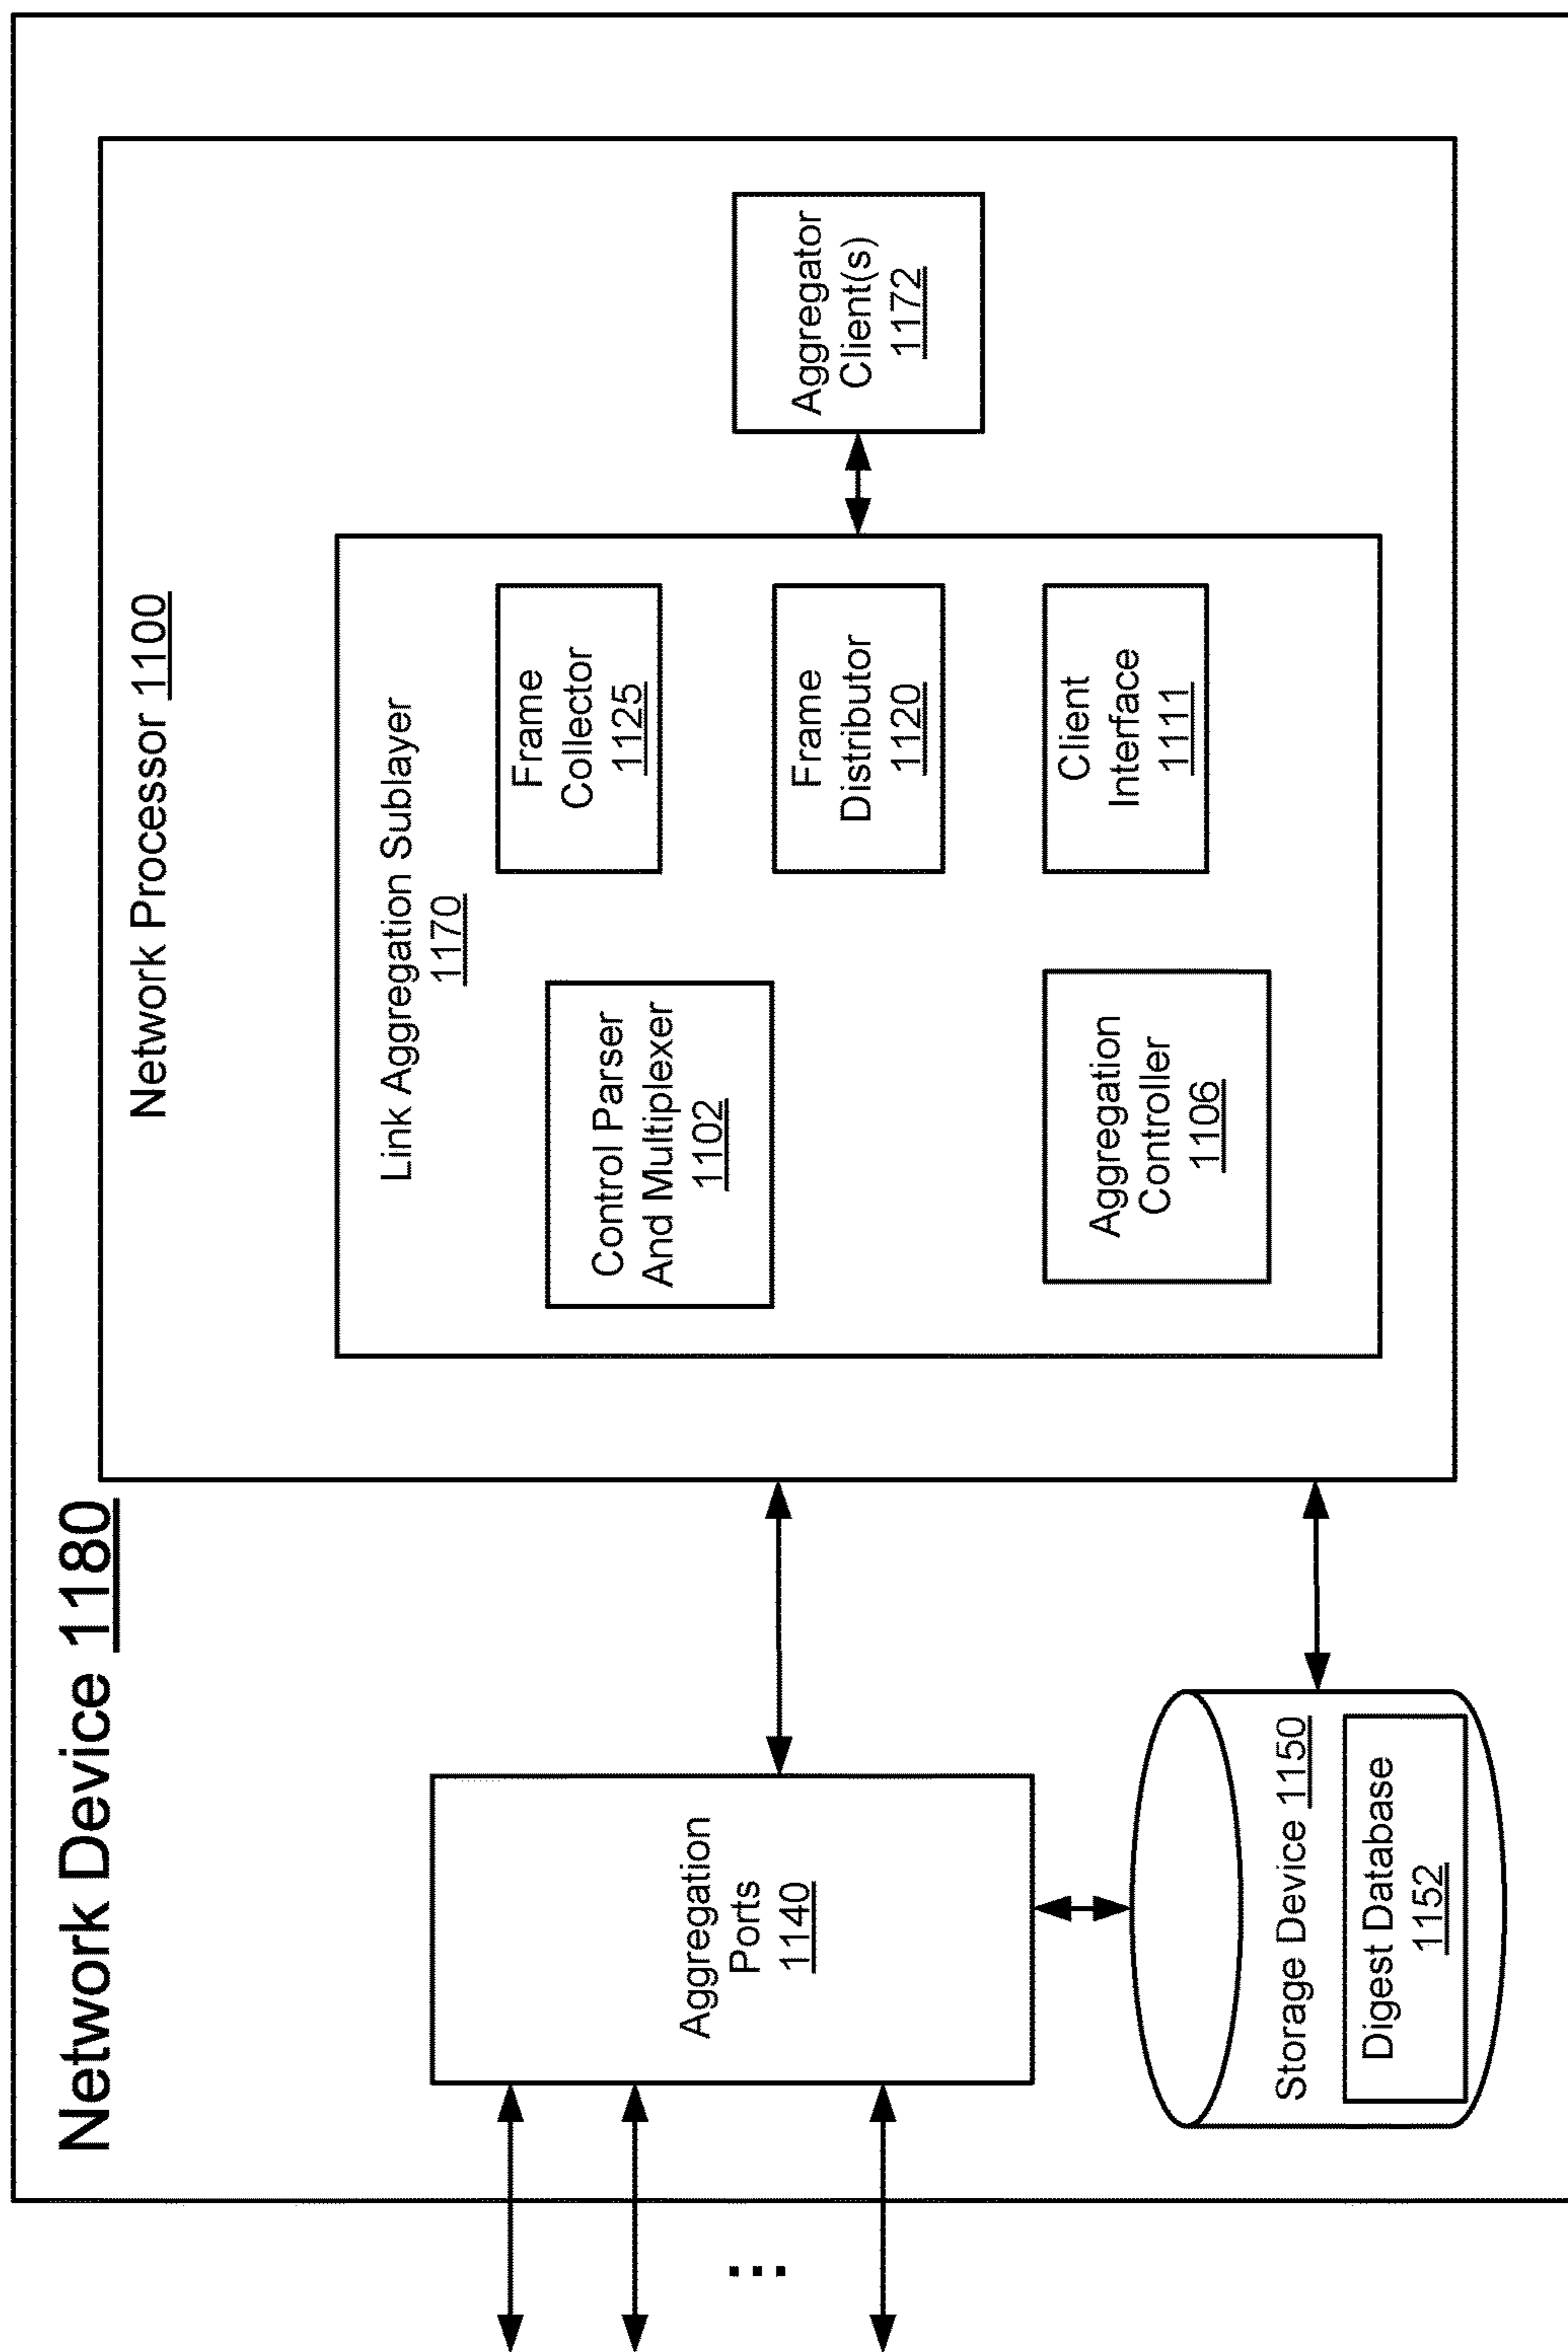 Network Device 1180
Network Processor 1100
Link Aggregation Sublayer
1170
Control Parser
And Multiplexer
1102
Frame
Collector
1125
Frame
Distributor
1120
Aggregation
Controller
1106
Client
Interface
1111
Aggregator
Client(s)
1172
Aggregation
Ports
1140
...
Storage Device 1150
Digest Database
1152